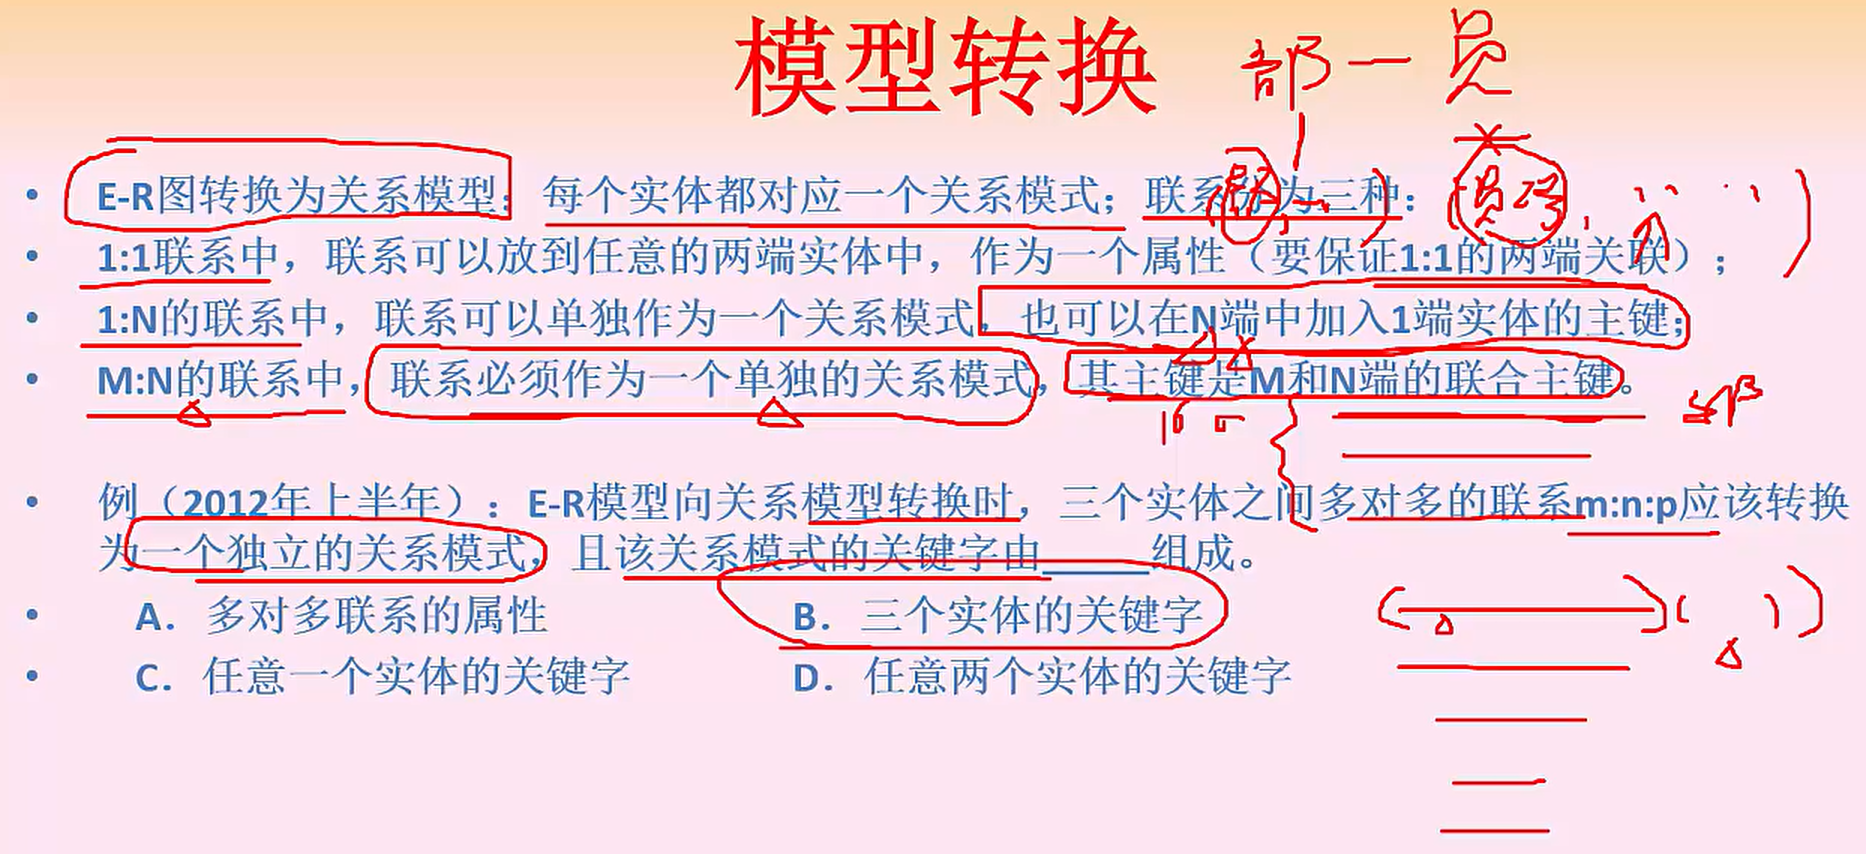 模型转换 部一员
• E-R图转换为关系模型：每个实体都对应一个关系模式；联系分为三种：
• 1:1联系中，联系可以放到任意的两端实体中，作为一个属性（要保证1:1的两端关联）；
• 1:N的联系中，联系可以单独作为一个关系模式，也可以在N端中加入1端实体的主键；
• M:N的联系中，联系必须作为一个单独的关系模式，其主键是M和N端的联合主键。
• 例（2012年上半年）：E-R模型向关系模型转换时，三个实体之间多对多的联系m:n:p应该转换
为一个独立的关系模式，且该关系模式的关键字由_____组成。
• A．多对多联系的属性 B．三个实体的关键字
• C．任意一个实体的关键字 D．任意两个实体的关键字